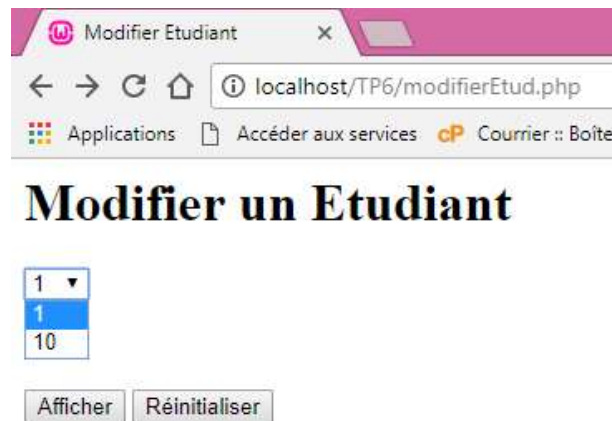 Modifier Etudiant
localhost/TP6/modifierEtud.php
Applications Accéder aux services cP Courrier :: Boîte
Modifier un Etudiant
1
1
10
Afficher Réinitialiser